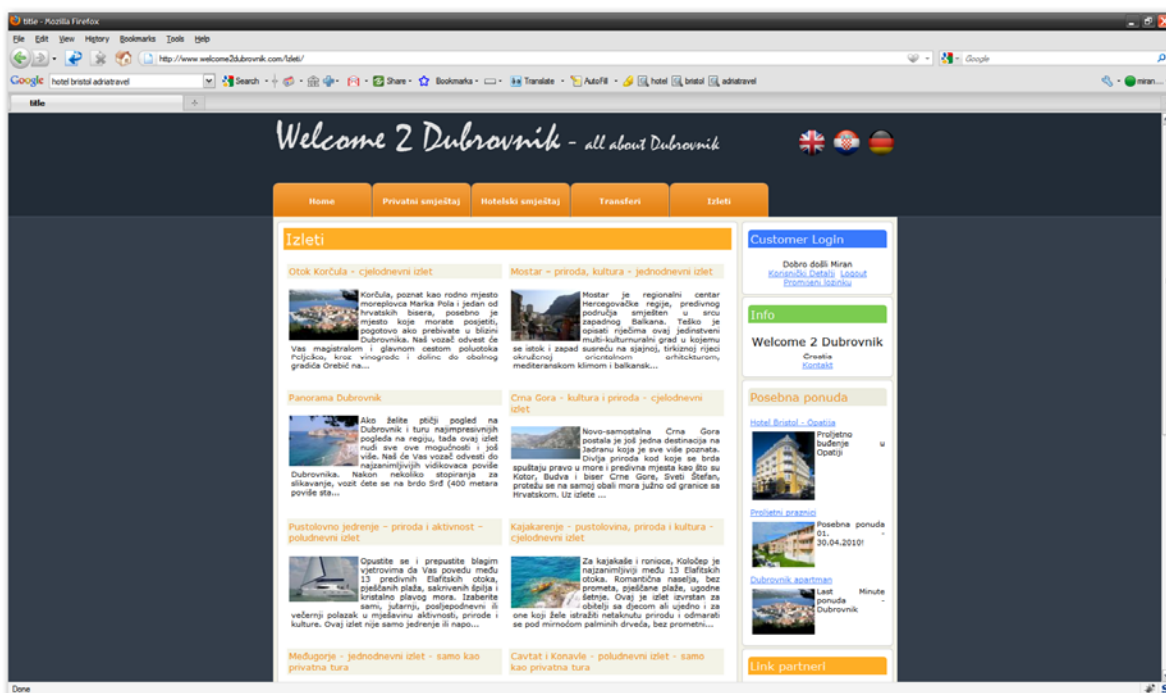 title - Mozilla Firefox
File Edit View History Bookmarks Tools Help
http://www.welcome2dubrovnik.com/Izleti/
Google
Google hotel bristol adriatravel Search Share Bookmarks Translate AutoFill hotel bristol adriatravel miran...
title
Welcome 2 Dubrovnik - all about Dubrovnik
Home Privatni smještaj Hotelski smještaj Transferi Izleti
Izleti
Otok Korčula - cjelodnevni izlet
Korčula, poznat kao rodno mjesto
moreplovca Marka Pola i jedan od
hrvatskih bisera, posebno je
mjesto koje morate posjetiti,
pogotovo ako prebivate u blizini
Dubrovnika. Naš vozač odvest će
Vas magistralom i glavnom cestom poluotoka
Pelješca, kroz vinograde i doline do obalnog
gradića Orebić na...
Mostar – priroda, kultura - jednodnevni izlet
Mostar je regionalni centar
Hercegovačke regije, predivnog
područja smješten u srcu
zapadnog Balkana. Teško je
opisati riječima ovaj jedinstveni
multi-kulturnuralni grad u kojemu
se istok i zapad susreću na sjajnoj, tirkiznoj rijeci
okruženoj orientalnom arhitekturom,
mediteranskom klimom i balkansk...
Panorama Dubrovnik
Ako želite ptičji pogled na
Dubrovnik i turu najimpresivnijih
pogleda na regiju, tada ovaj izlet
nudi sve ove mogućnosti i još
više. Naš će Vas vozač odvesti do
najzanimljivijih vidikovaca poviše
Dubrovnika. Nakon nekoliko stopiranja za
slikavanje, vozit ćete se na brdo Srđ (400 metara
poviše sta...
Crna Gora - kultura i priroda - cjelodnevni
izlet
Novo-samostalna Crna Gora
postala je još jedna destinacija na
Jadranu koja je sve više poznata.
Divlja priroda kod koje se brda
spuštaju pravo u more i predivna mjesta kao što su
Kotor, Budva i biser Crne Gore, Sveti Štefan,
protežu se na samoj obali mora južno od granice sa
Hrvatskom. Uz izlete ...
Pustolovno jedrenje – priroda i aktivnost –
poludnevni izlet
Opustite se i prepustite blagim
vjetrovima da Vas povedu među
13 predivnih Elafitskih otoka,
pješčanih plaža, sakrivenih špilja i
kristalno plavog mora. Izaberite
sami, jutarnji, posljepodnevni ili
večernji polazak u mješavinu aktivnosti, prirode i
kulture. Ovaj izlet nije samo jedrenje ili napo...
Kajakarenje - pustolovina, priroda i kultura -
cjelodnevni izlet
Za kajakaše i ronioce, Koločep je
najzanimljiviji među 13 Elafitskih
otoka. Romantična naselja, bez
prometa, pješčane plaže, ugodne
šetnje. Ovaj je izlet izvrstan za
obitelji sa djecom ali ujedno i za
one koji žele istražiti netaknutu prirodu i odmarati
se pod mirnoćom palminih drveća, bez prometni...
Međugorje - jednodnevni izlet - samo kao
privatna tura
Cavtat i Konavle - poludnevni izlet - samo
kao privatna tura
Customer Login
Dobro došli Miran
Korisnički Detalji Logout
Promijeni lozinku
Info
Welcome 2 Dubrovnik
Croatia
Kontakt
Posebna ponuda
Hotel Bristol - Opatija
Proljetno
buđenje u
Opatiji
Proljetni praznici
Posebna ponuda
01. -
30.04.2010!
Dubrovnik apartman
Last Minute
ponuda -
Dubrovnik
Link partneri
Done